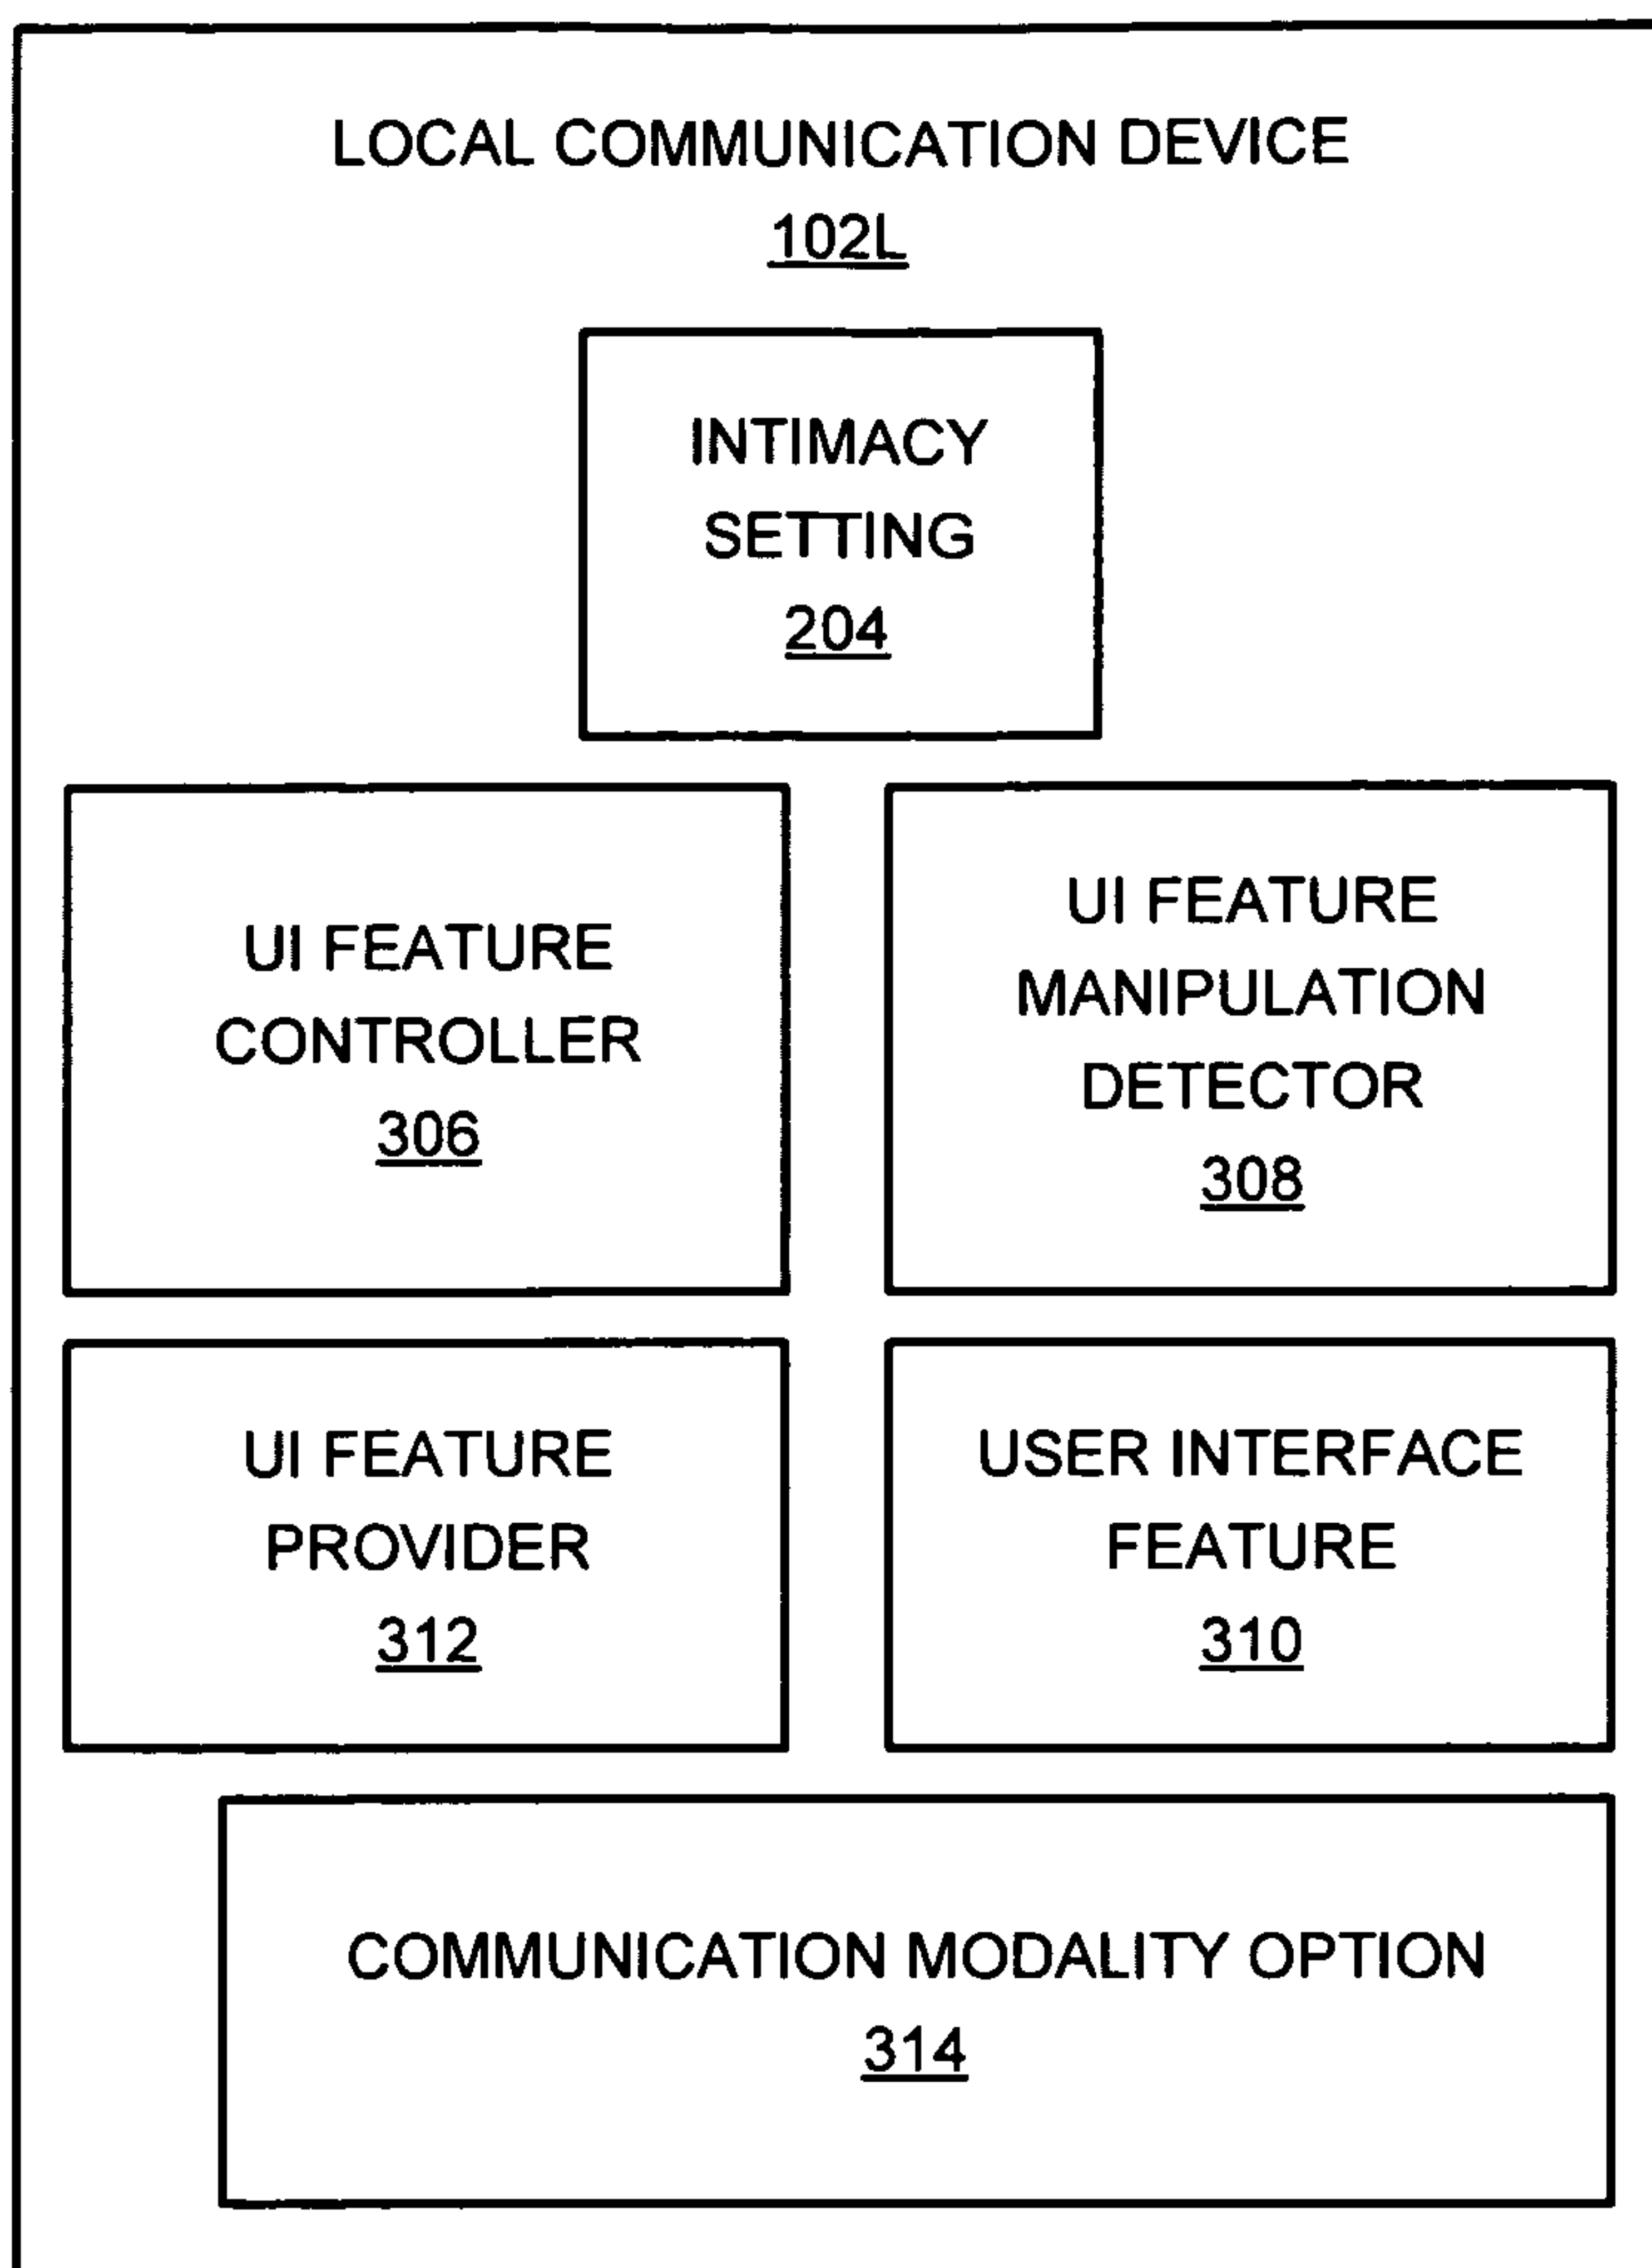 LOCAL COMMUNICATION DEVICE
102L
INTIMACY
SETTING
204
UI FEATURE
CONTROLLER
306
UI FEATURE
MANIPULATION
DETECTOR
308
UI FEATURE
PROVIDER
312
USER INTERFACE
FEATURE
310
COMMUNICATION MODALITY OPTION
314